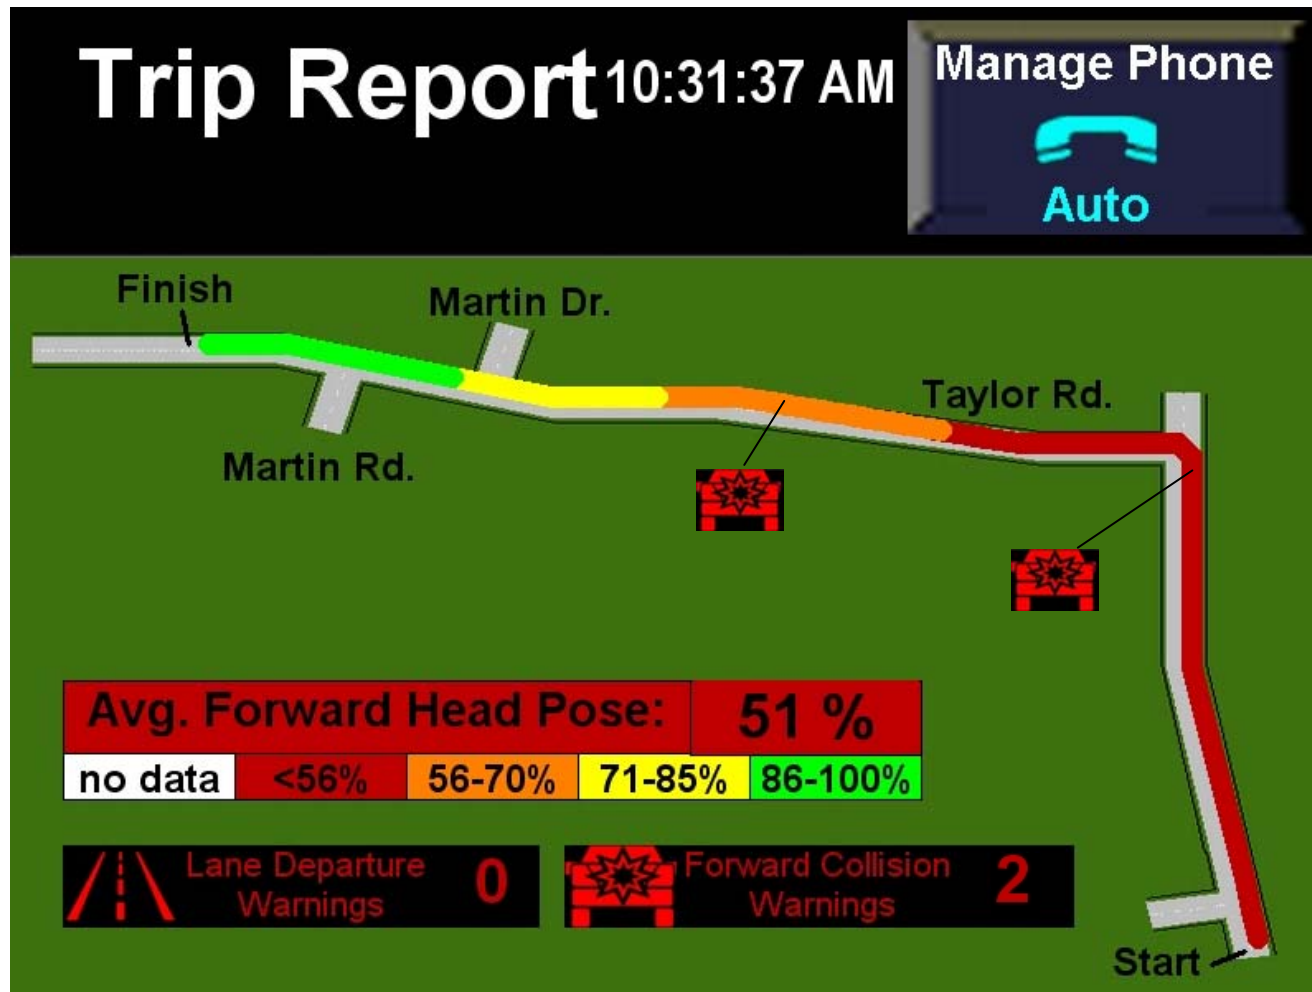 Trip Report 10:31:37 AM
Manage Phone
Auto
Finish
Martin Dr.
Taylor Rd.
Martin Rd.
Avg. Forward Head Pose: 51 %
no data <56% 56-70% 71-85% 86-100%
Lane Departure
Warnings
0
Forward Collision
Warnings
2
Start